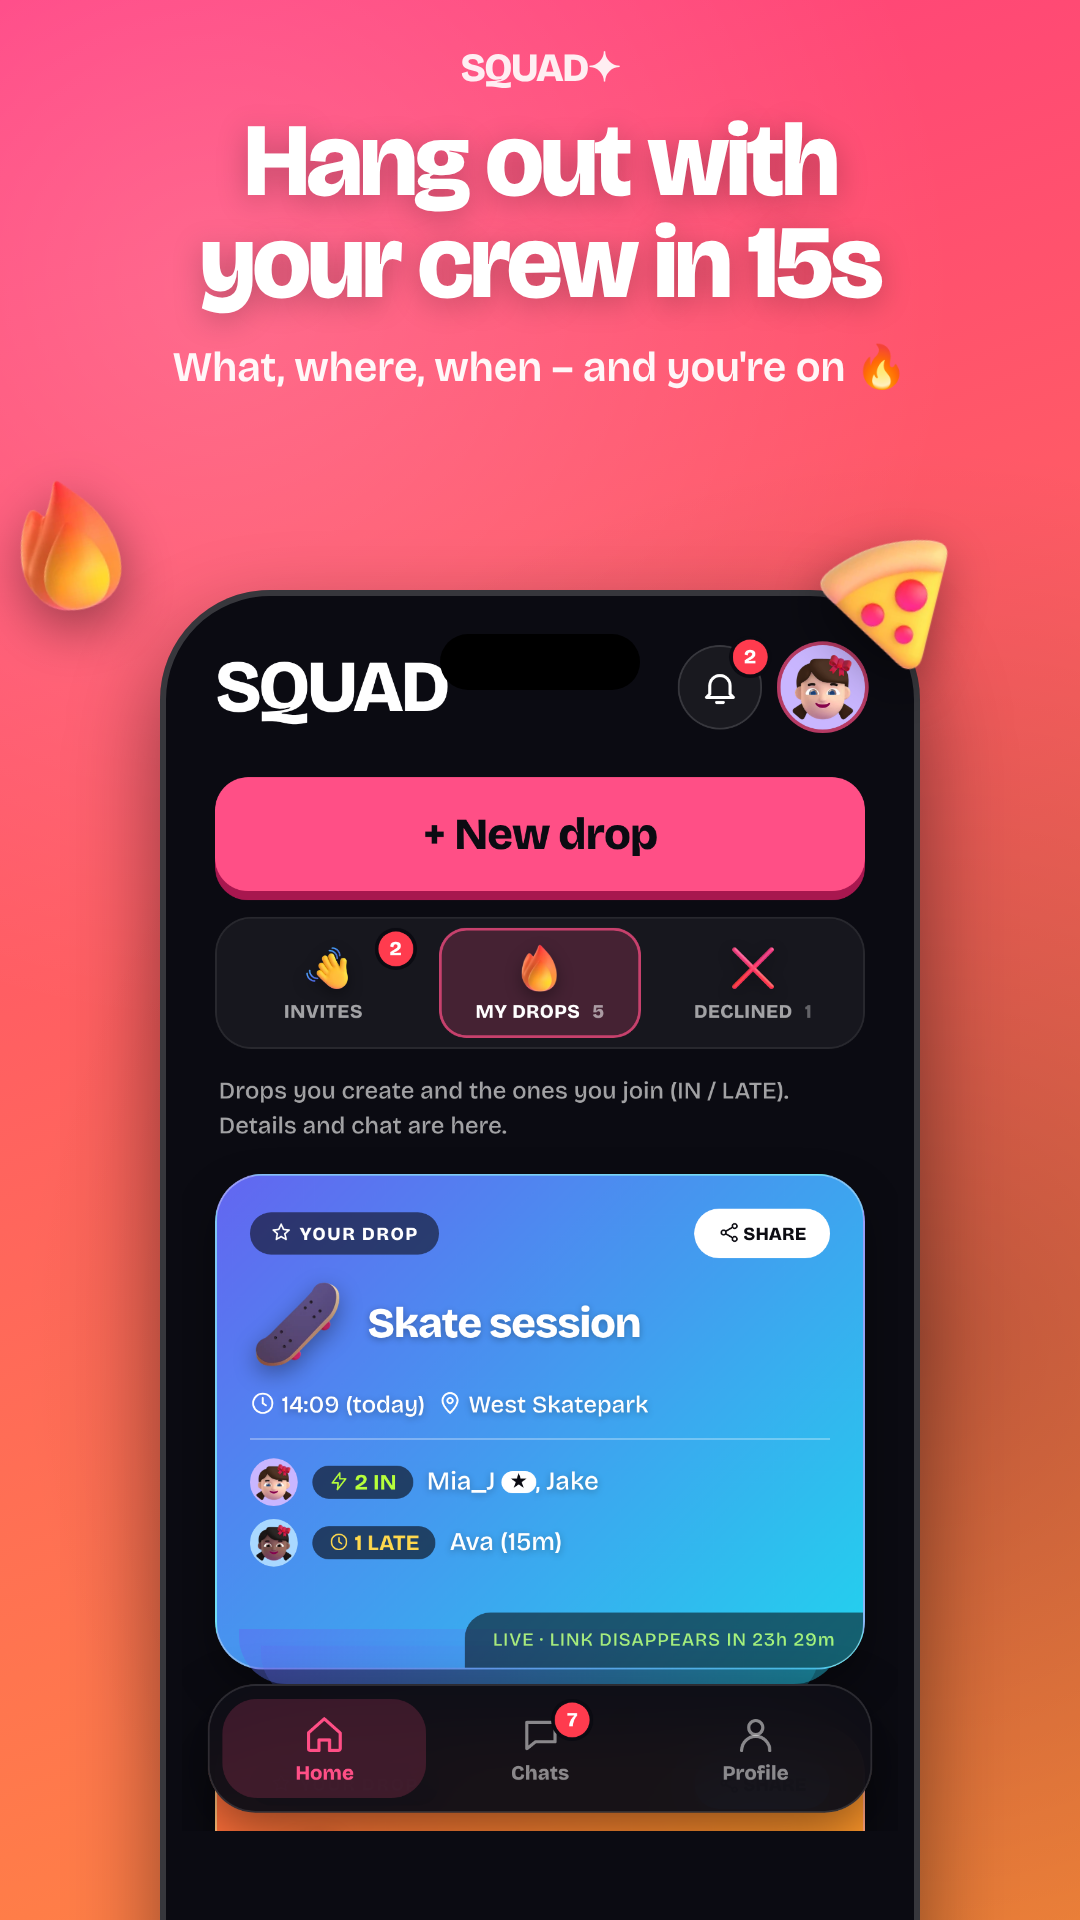 SQUAD✦
Hang out with
your crew in 15s
What, where, when – and you're on 🔥
SQUAD
2
+ New drop
2
INVITES
MY DROPS 5
DECLINED 1
Drops you create and the ones you join (IN / LATE).
Details and chat are here.
YOUR DROP
SHARE
Skate session
14:09 (today) West Skatepark
2 IN Mia_J ★, Jake
1 LATE Ava (15m)
LIVE · LINK DISAPPEARS IN 23h 29m
7
Home
Chats
Profile